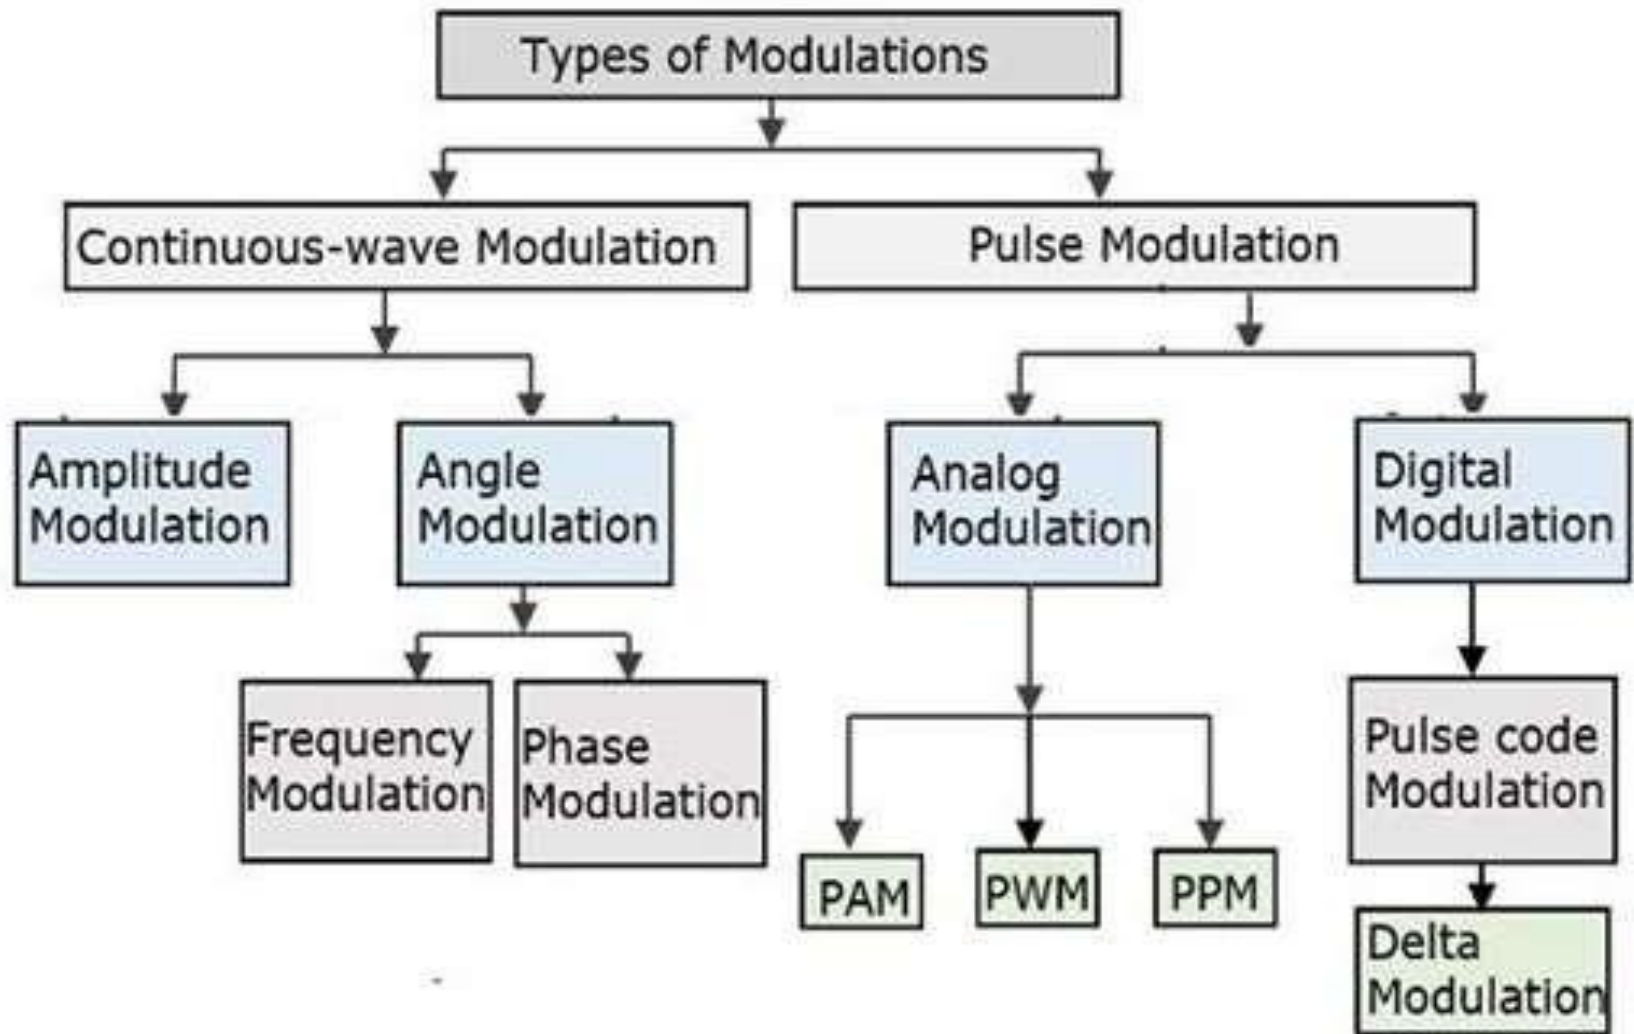 Types of Modulations
Continuous-wave Modulation
Pulse Modulation
Amplitude
Modulation
Angle
Modulation
Analog
Modulation
Digital
Modulation
Frequency
Modulation
Phase
Modulation
PAM
PWM
PPM
Pulse code
Modulation
Delta
Modulation